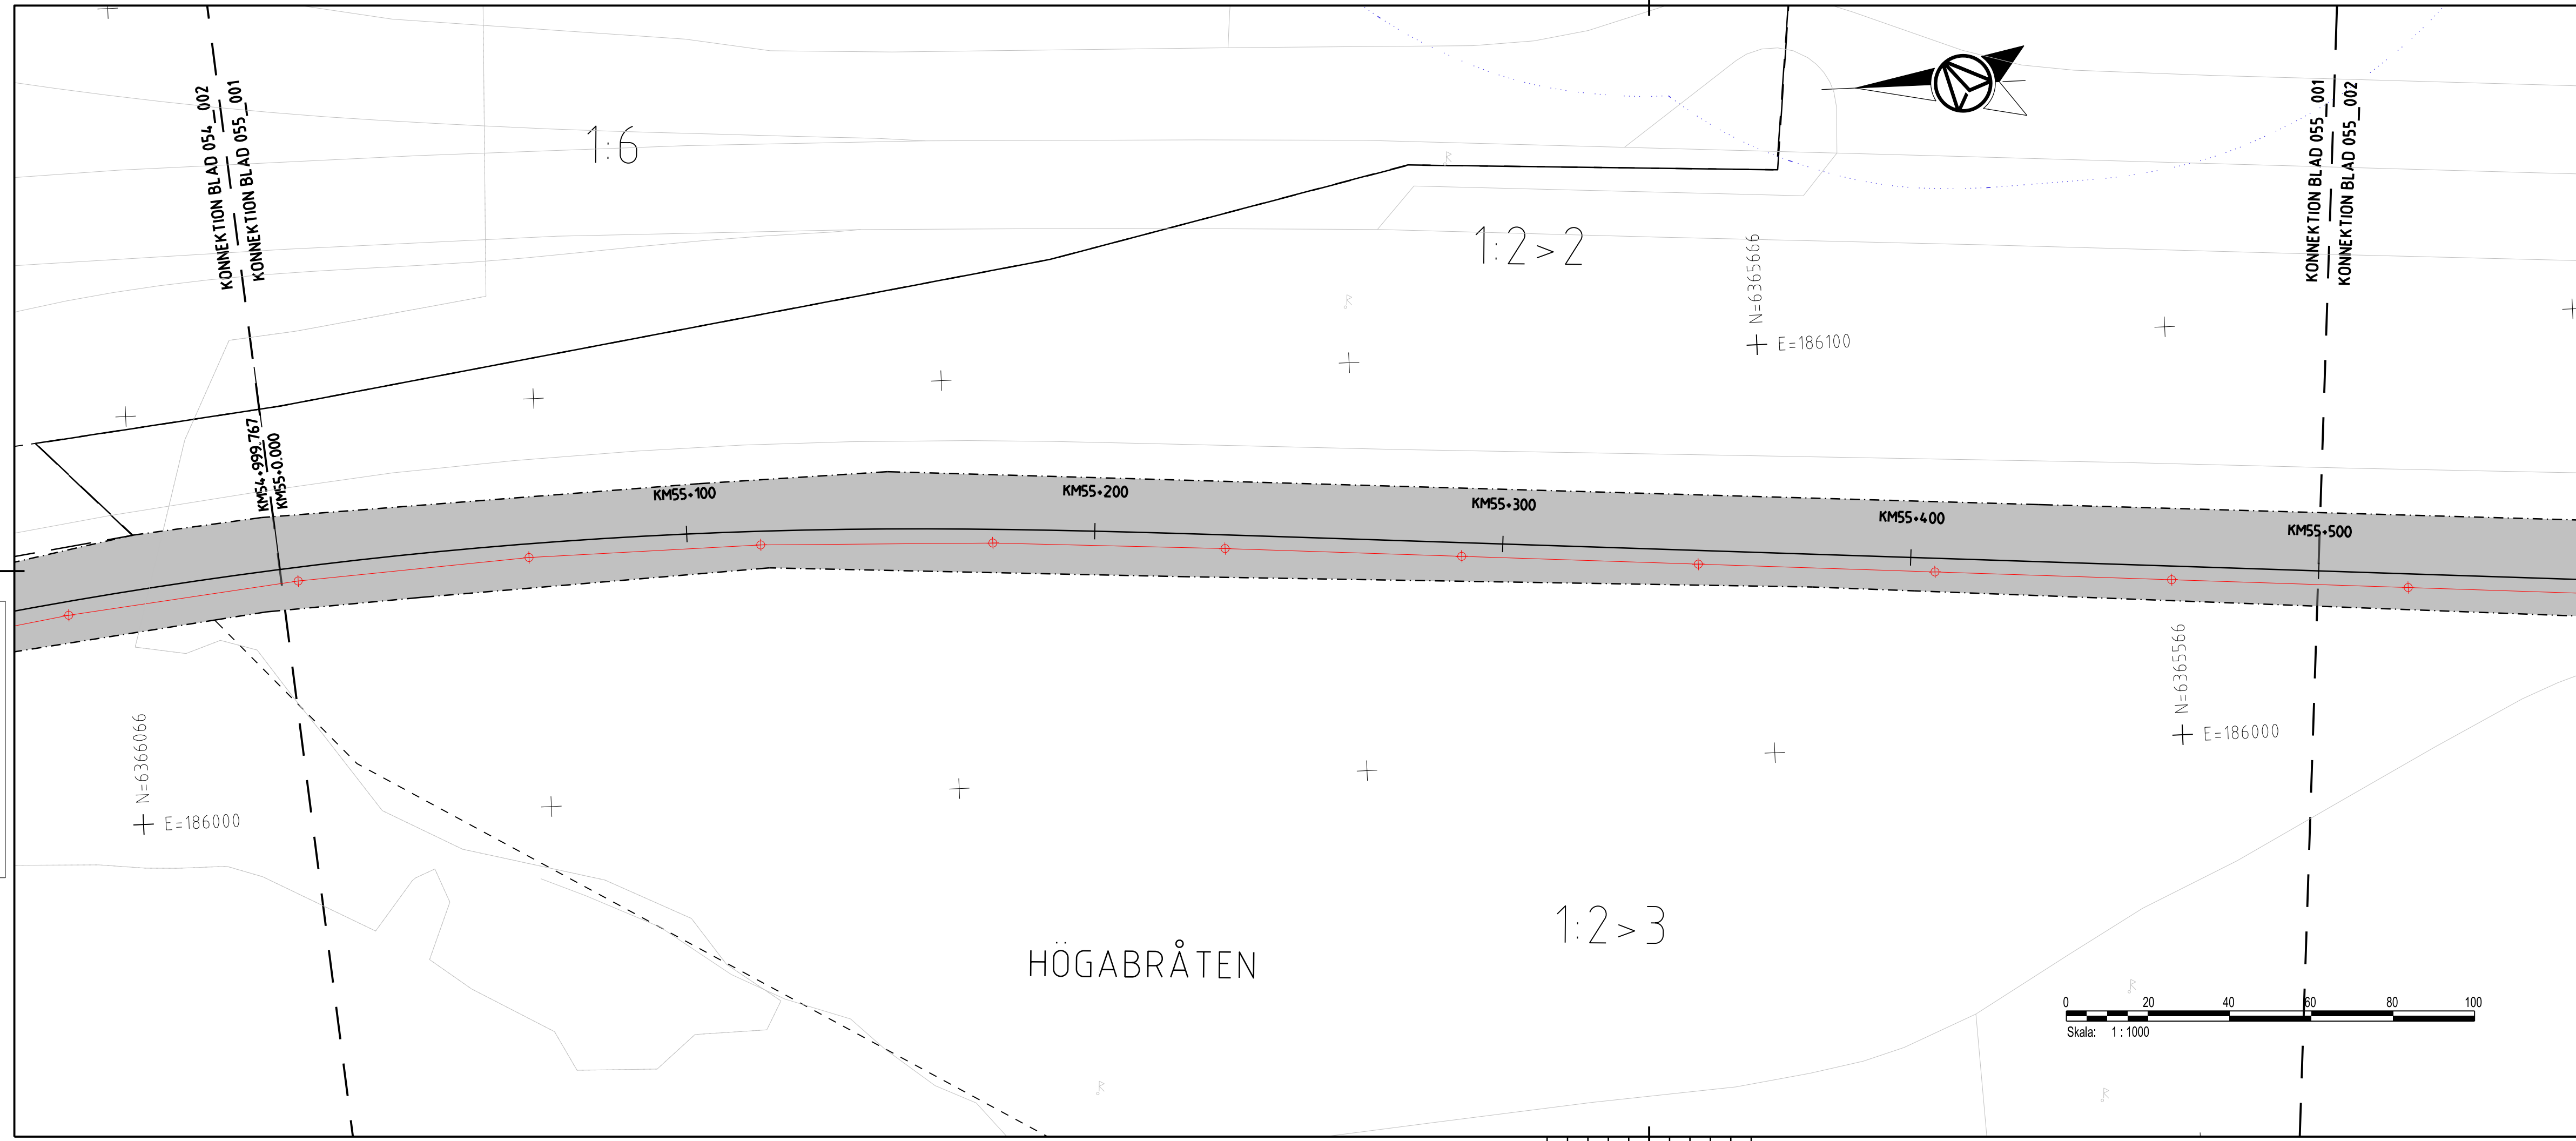 KONNEKTION BLAD 054_002
KONNEKTION BLAD 055_001
KONNEKTION BLAD 055_001
KONNEKTION BLAD 055_002
1:6
1:2>2
N=6365666
E=186100
KM54+999.767
KM55+0.000
KM55+100
KM55+200
KM55+300
KM55+400
KM55+500
N=6366066
E=186000
N=6365566
E=186000
1:2>3
HÖGABRÅTEN
0 20 40 60 80 100
Skala: 1 : 1000